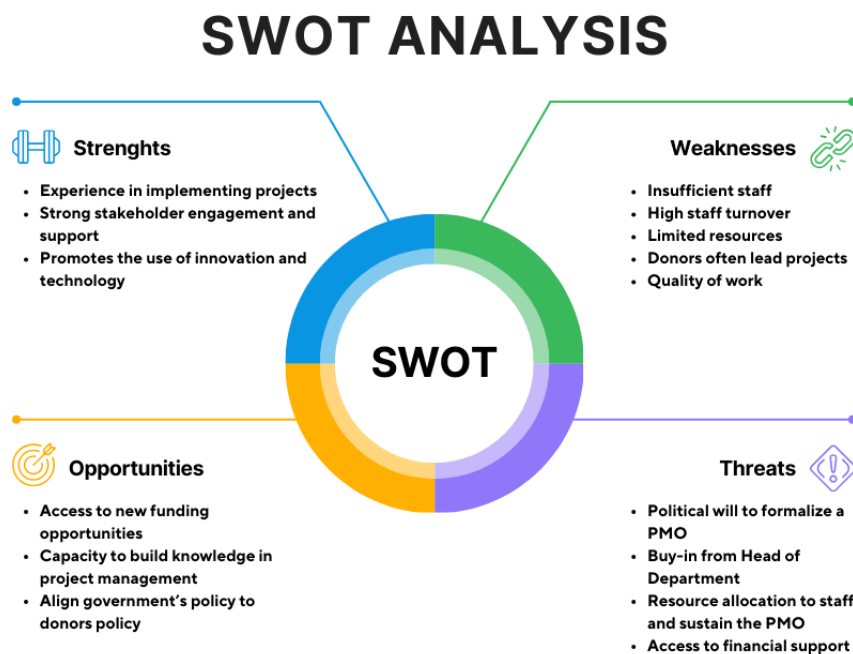 SWOT ANALYSIS
Strenghts
• Experience in implementing projects
• Strong stakeholder engagement and
support
• Promotes the use of innovation and
technology
Weaknesses
• Insufficient staff
• High staff turnover
• Limited resources
• Donors often lead projects
• Quality of work
SWOT
Opportunities
• Access to new funding
opportunities
• Capacity to build knowledge in
project management
• Align government's policy to
donors policy
Threats
• Political will to formalize a
PMO
• Buy-in from Head of
Department
• Resource allocation to staff
and sustain the PMO
• Access to financial support